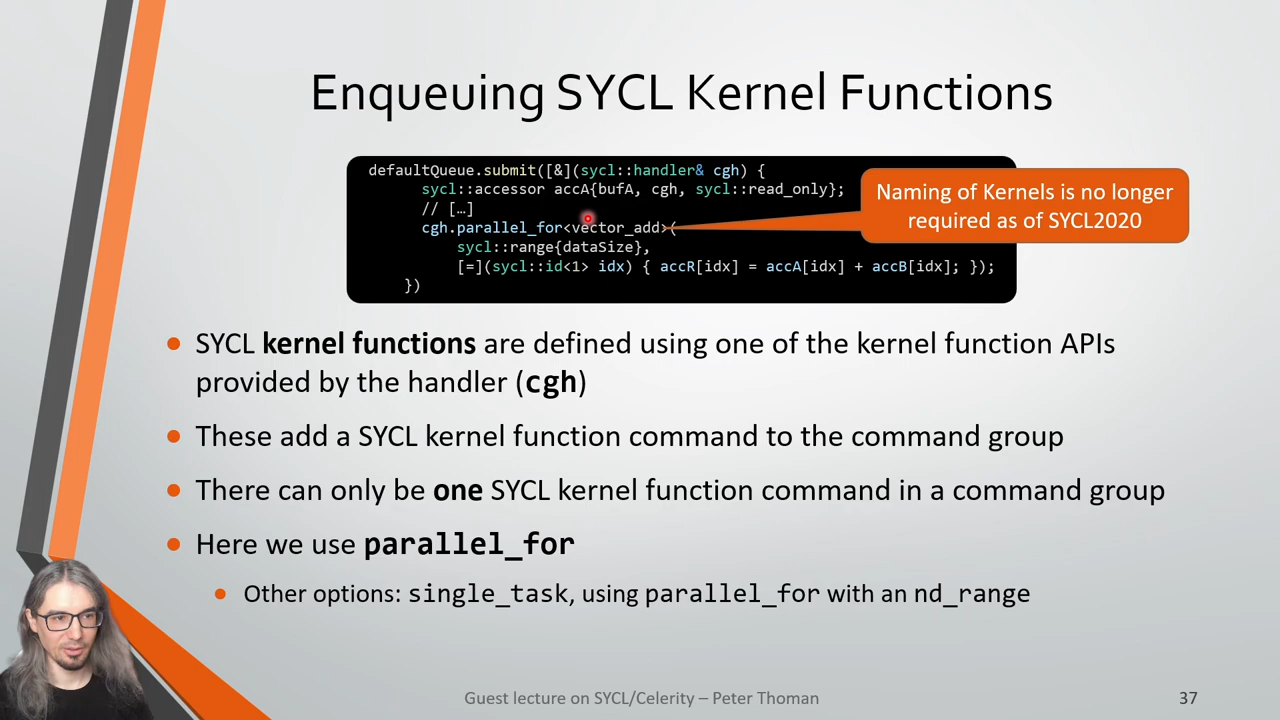 Enqueuing SYCL Kernel Functions
defaultQueue.submit([&](sycl::handler& cgh) {
sycl::accessor accA{bufA, cgh, sycl::read_only};
// […]
cgh.parallel_for<vector_add>(
sycl::range{dataSize},
[=](sycl::id<1> idx) { accR[idx] = accA[idx] + accB[idx]; });
})
Naming of Kernels is no longer
required as of SYCL2020
• SYCL kernel functions are defined using one of the kernel function APIs
provided by the handler (cgh)
• These add a SYCL kernel function command to the command group
• There can only be one SYCL kernel function command in a command group
• Here we use parallel_for
• Other options: single_task, using parallel_for with an nd_range
Guest lecture on SYCL/Celerity – Peter Thoman
37